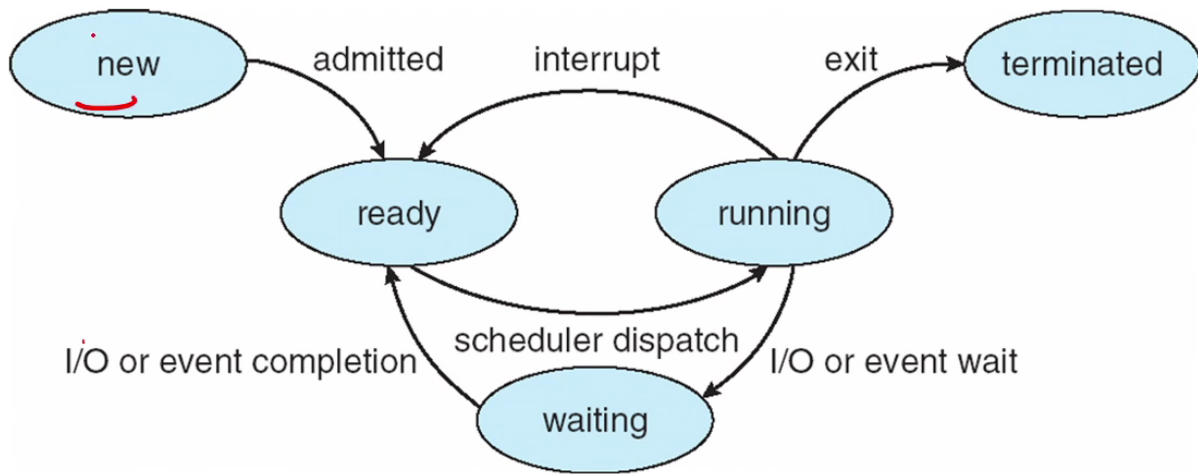 new
admitted
interrupt
exit
terminated
ready
running
I/O or event completion
scheduler dispatch
I/O or event wait
waiting